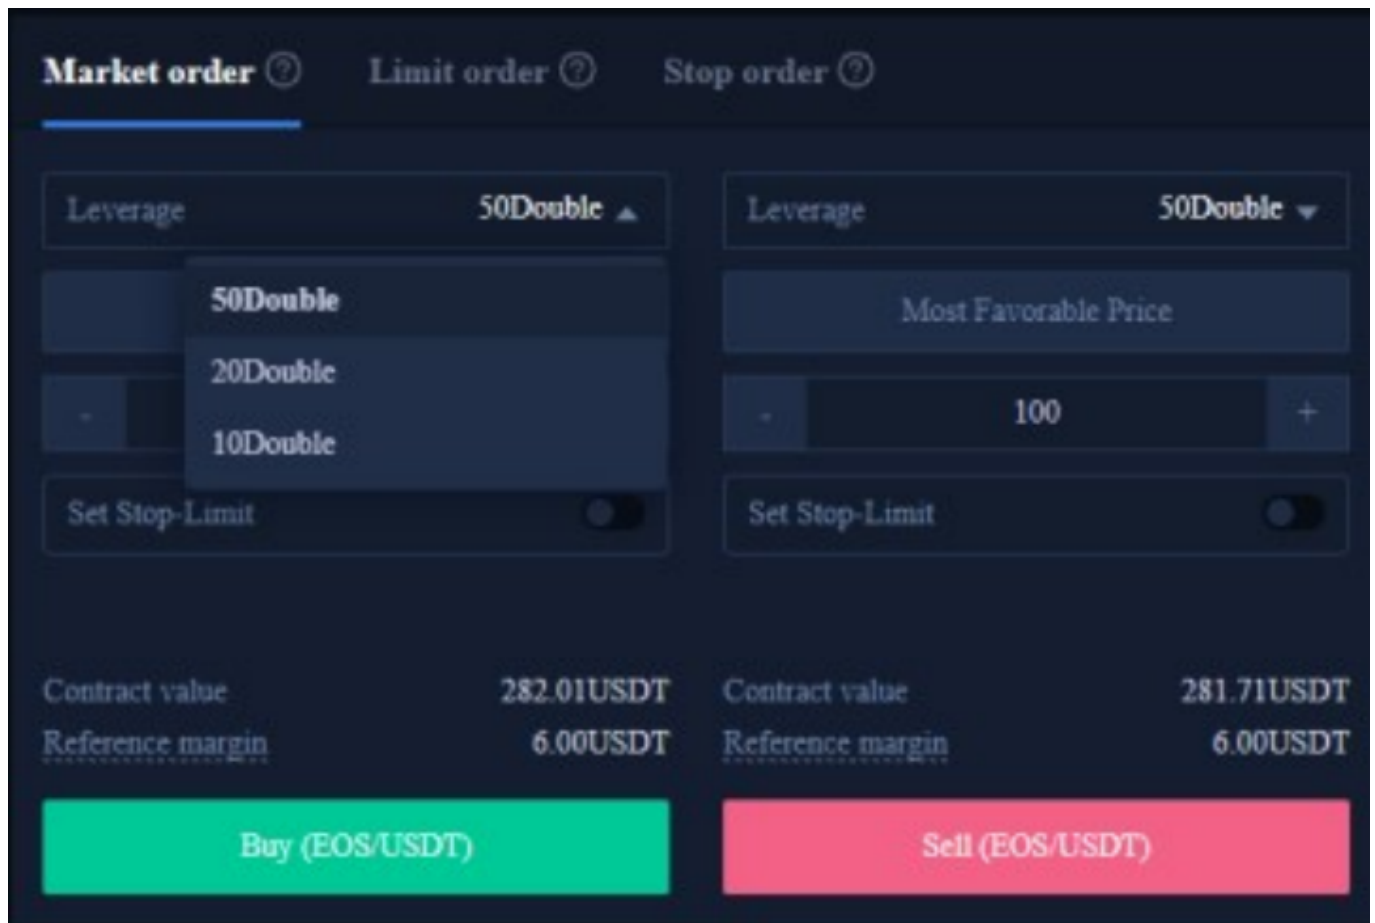 Market order ? Limit order ? Stop order ?
Leverage 50Double Leverage 50Double
50Double
Most Favorable Price
20Double
- - 100 +
10Double
Set Stop-Limit Set Stop-Limit
Contract value 282.01USDT Contract value 281.71USDT
Reference margin 6.00USDT Reference margin 6.00USDT
Buy (EOS/USDT) Sell (EOS/USDT)